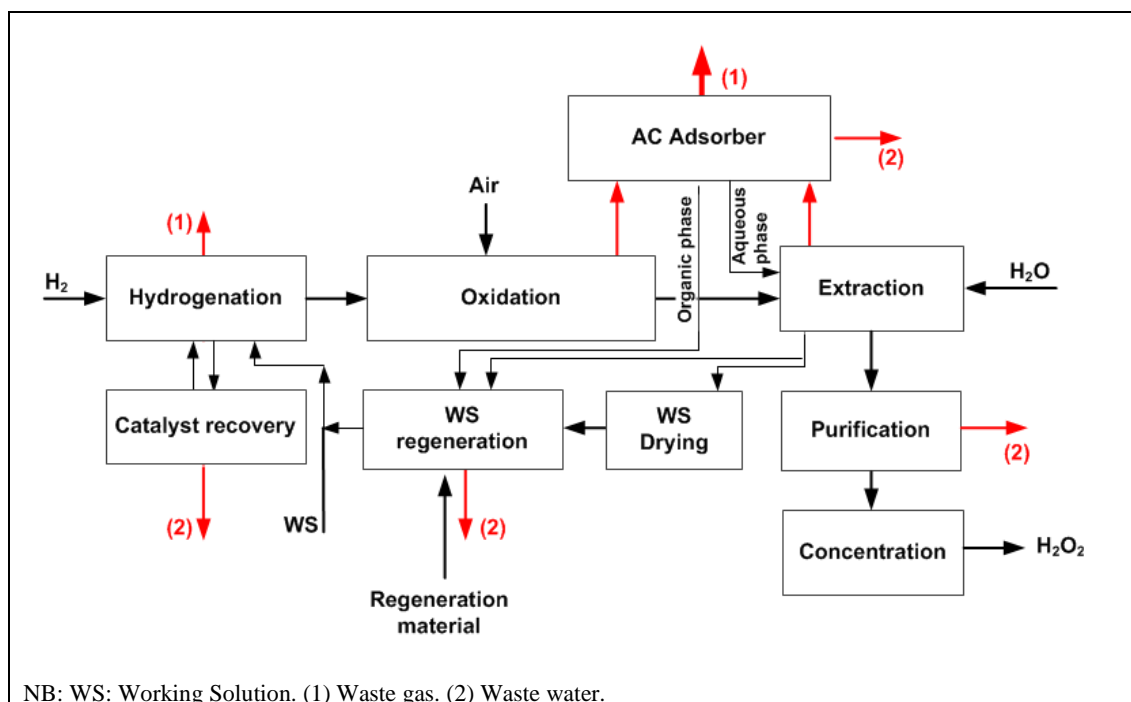 (1)
AC Adsorber
(2)
Air
(1)
Organic phase
Aqueous
phase
H₂
Hydrogenation
Oxidation
Extraction
H₂O
Catalyst recovery
WS
regeneration
WS
Drying
Purification
(2)
(2)
WS
(2)
Concentration
H₂O₂
Regeneration
material
NB: WS: Working Solution. (1) Waste gas. (2) Waste water.